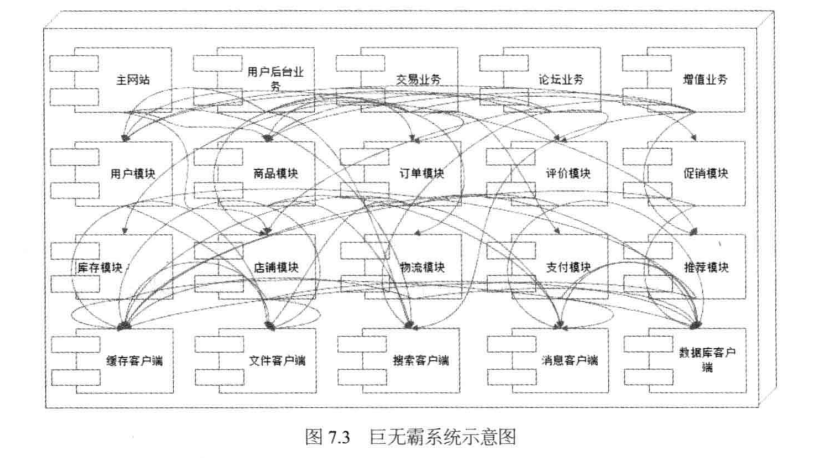 主网站
用户后台业
务
交易业务
论坛业务
增值业务
用户模块
商品模块
订单模块
评价模块
促销模块
库存模块
店铺模块
物流模块
支付模块
推荐模块
缓存客户端
文件客户端
搜索客户端
消息客户端
数据库客户
端
图 7.3 巨无霸系统示意图